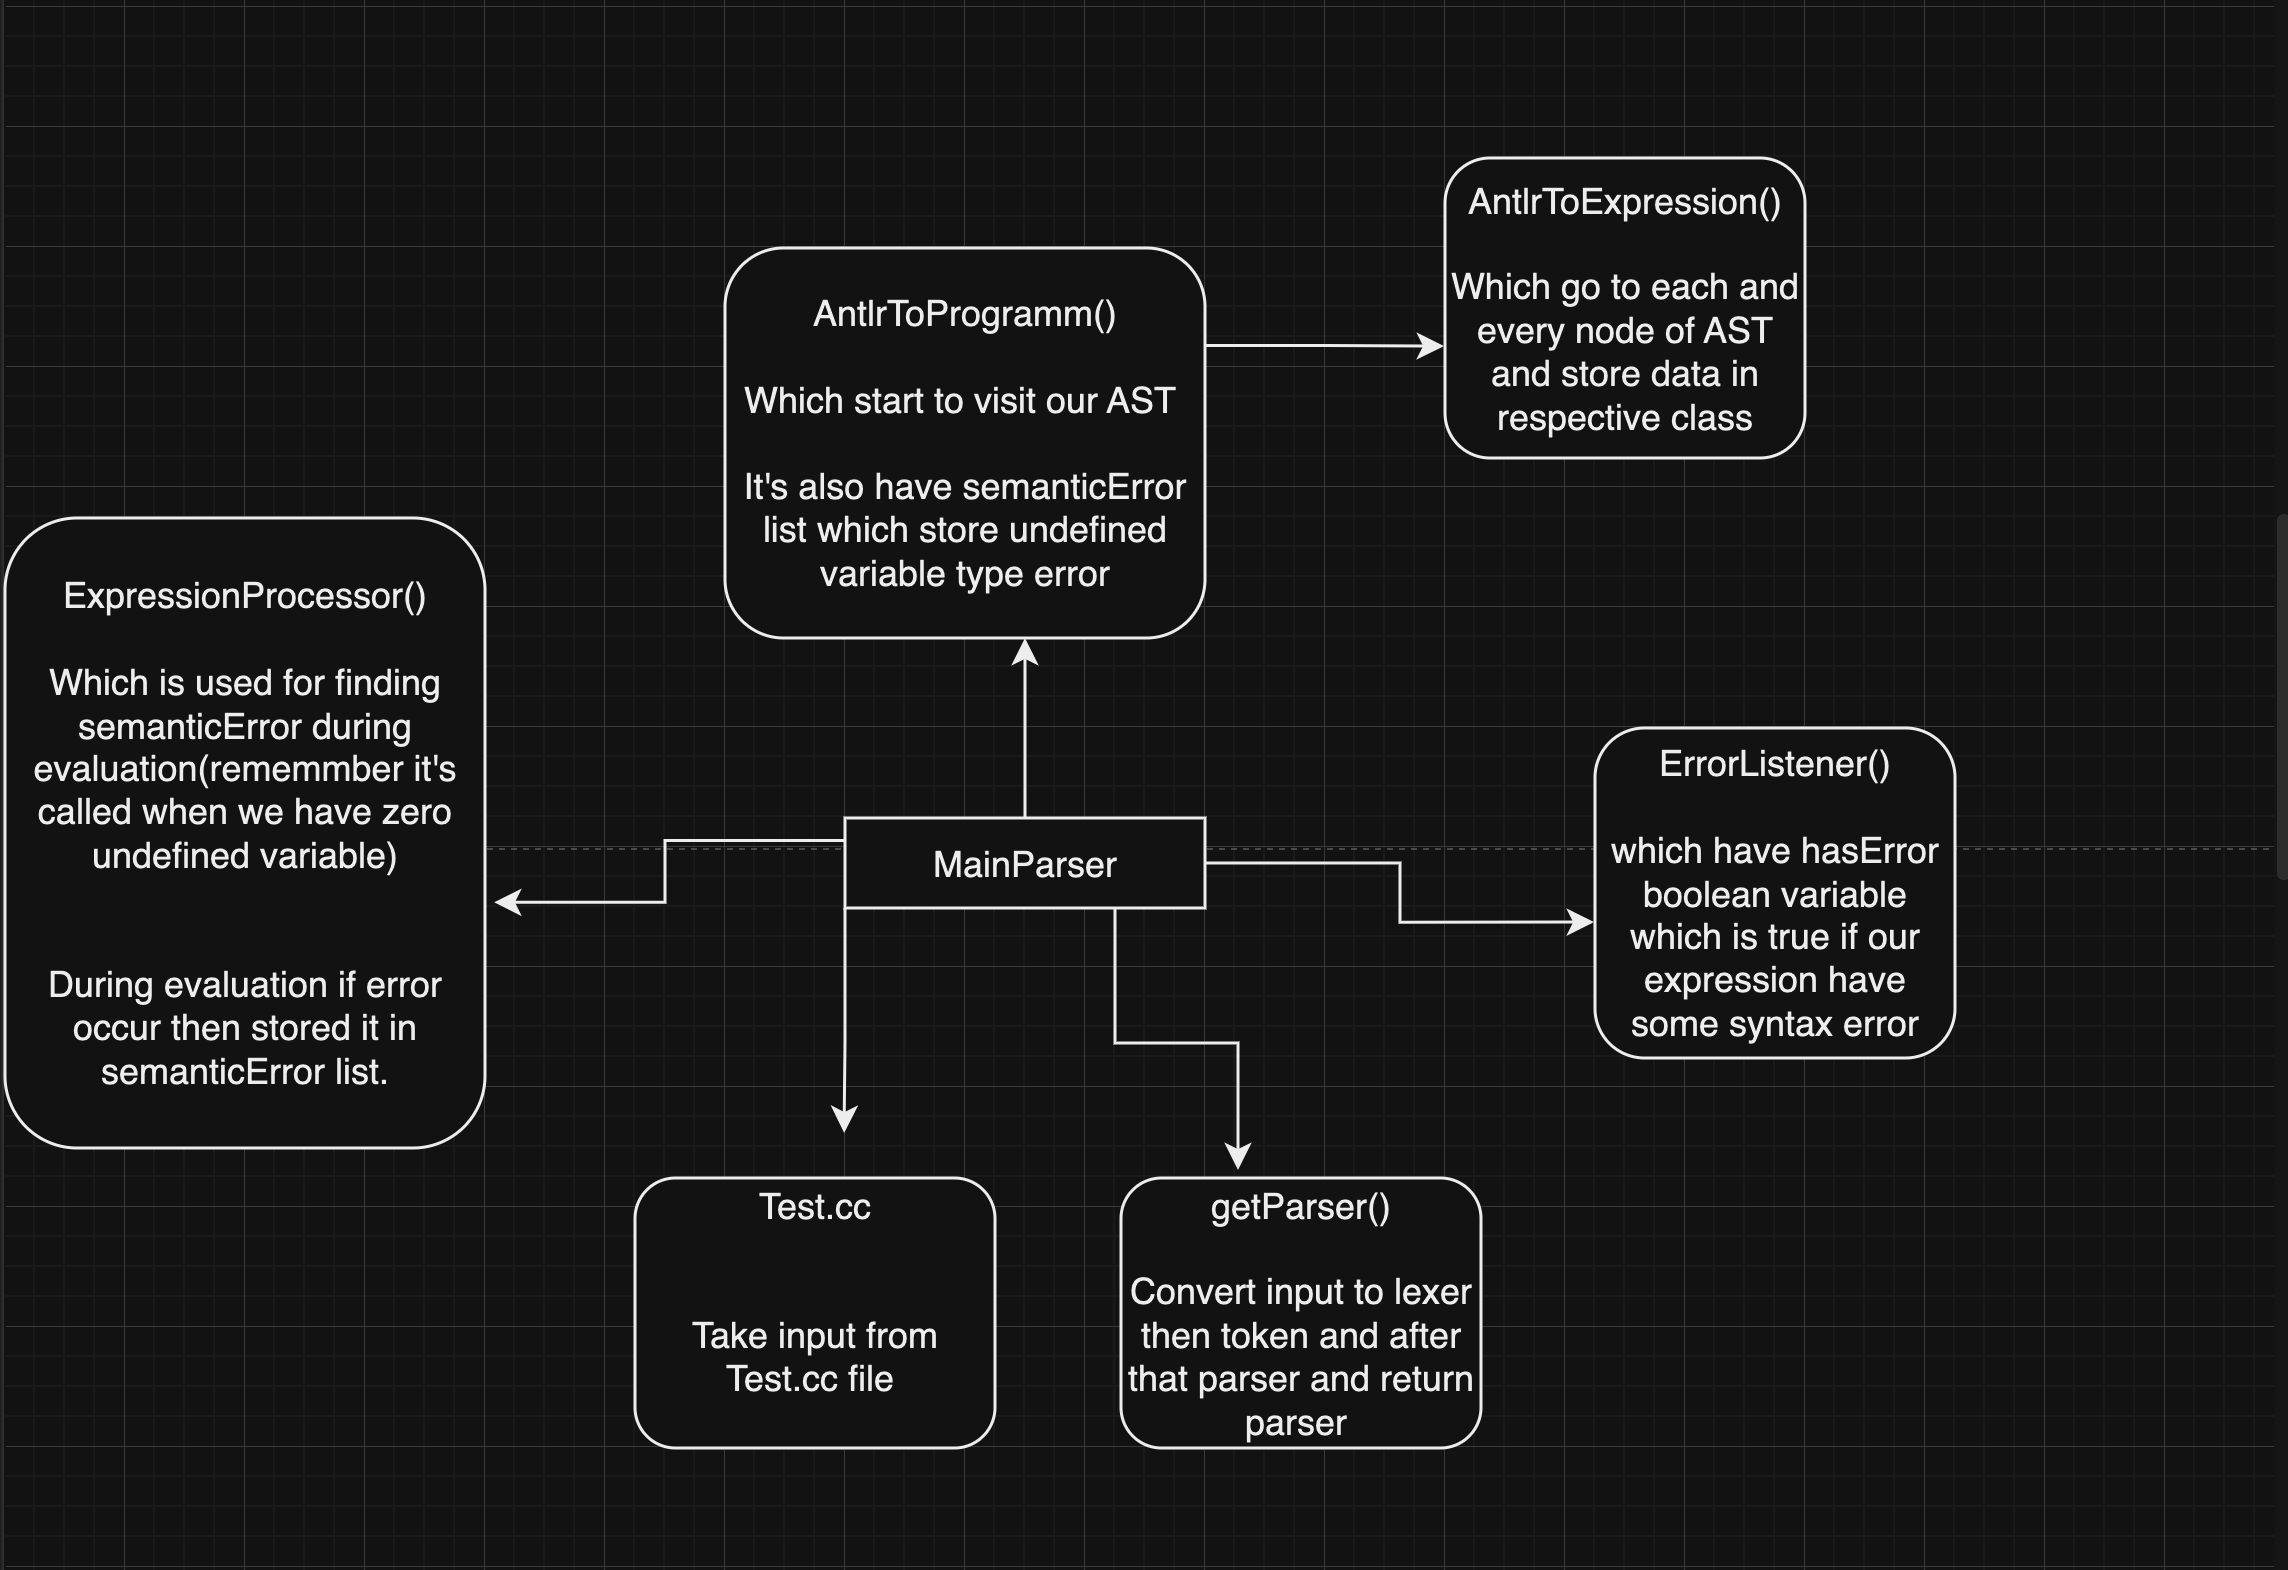 AntlrToExpression()
Which go to each and
every node of AST
and store data in
respective class
AntlrToProgramm()
Which start to visit our AST
It's also have semanticError
list which store undefined
variable type error
ExpressionProcessor()
Which is used for finding
semanticError during
evaluation(rememmber it's
called when we have zero
undefined variable)
During evaluation if error
occur then stored it in
semanticError list.
MainParser
ErrorListener()
which have hasError
boolean variable
which is true if our
expression have
some syntax error
Test.cc
Take input from
Test.cc file
getParser()
Convert input to lexer
then token and after
that parser and return
parser